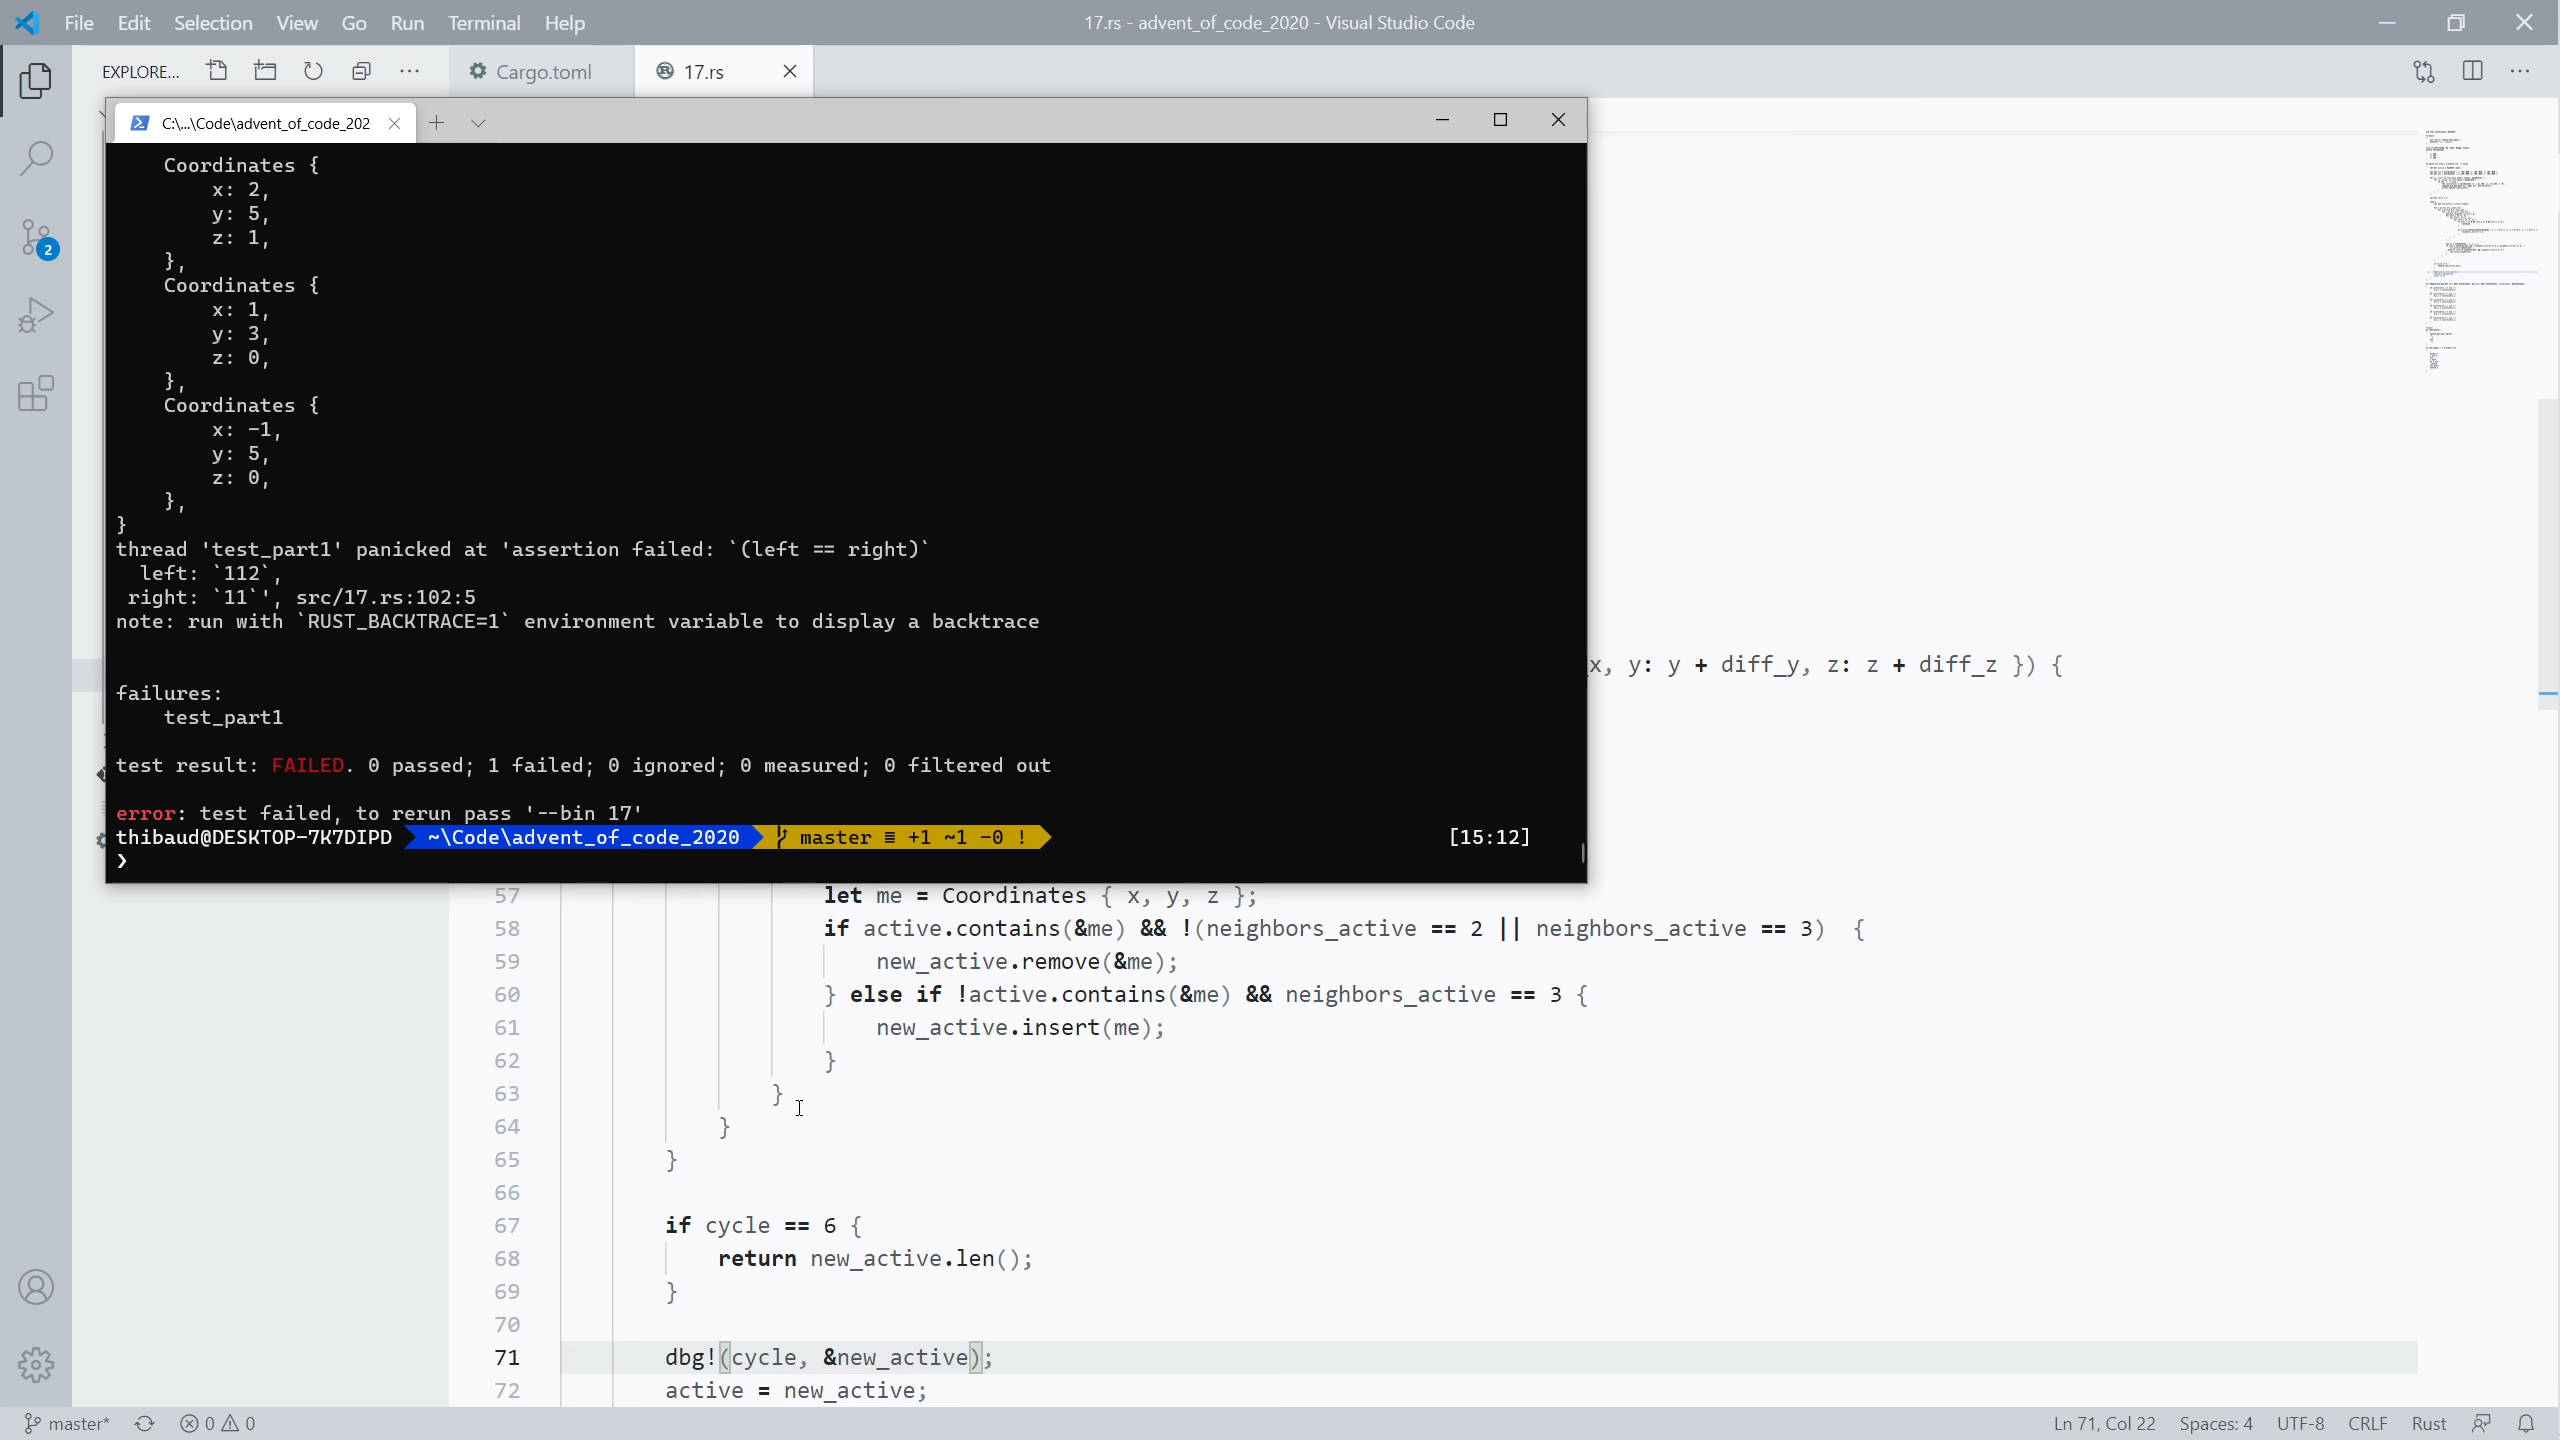 File Edit Selection View Go Run Terminal Help
17.rs - advent_of_code_2020 - Visual Studio Code
EXPLORE...
Cargo.toml
17.rs
C:\...\Code\advent_of_code_202
Coordinates {
x: 2,
y: 5,
z: 1,
},
Coordinates {
x: 1,
y: 3,
z: 0,
},
Coordinates {
x: -1,
y: 5,
z: 0,
},
}
thread 'test_part1' panicked at 'assertion failed: `(left == right)`
left: `112`,
right: `11`', src/17.rs:102:5
note: run with `RUST_BACKTRACE=1` environment variable to display a backtrace
x, y: y + diff_y, z: z + diff_z }) {
failures:
test_part1
test result: FAILED. 0 passed; 1 failed; 0 ignored; 0 measured; 0 filtered out
error: test failed, to rerun pass '--bin 17'
thibaud@DESKTOP-7K7DIPD ~\Code\advent_of_code_2020 master ≡ +1 ~1 -0 ! [15:12]
❯
57 let me = Coordinates { x, y, z };
58 if active.contains(&me) && !(neighbors_active == 2 || neighbors_active == 3) {
59 new_active.remove(&me);
60 } else if !active.contains(&me) && neighbors_active == 3 {
61 new_active.insert(me);
62 }
63 }
64 }
65 }
66
67 if cycle == 6 {
68 return new_active.len();
69 }
70
71 dbg!(cycle, &new_active);
72 active = new_active;
2
master* 0 0 Ln 71, Col 22 Spaces: 4 UTF-8 CRLF Rust